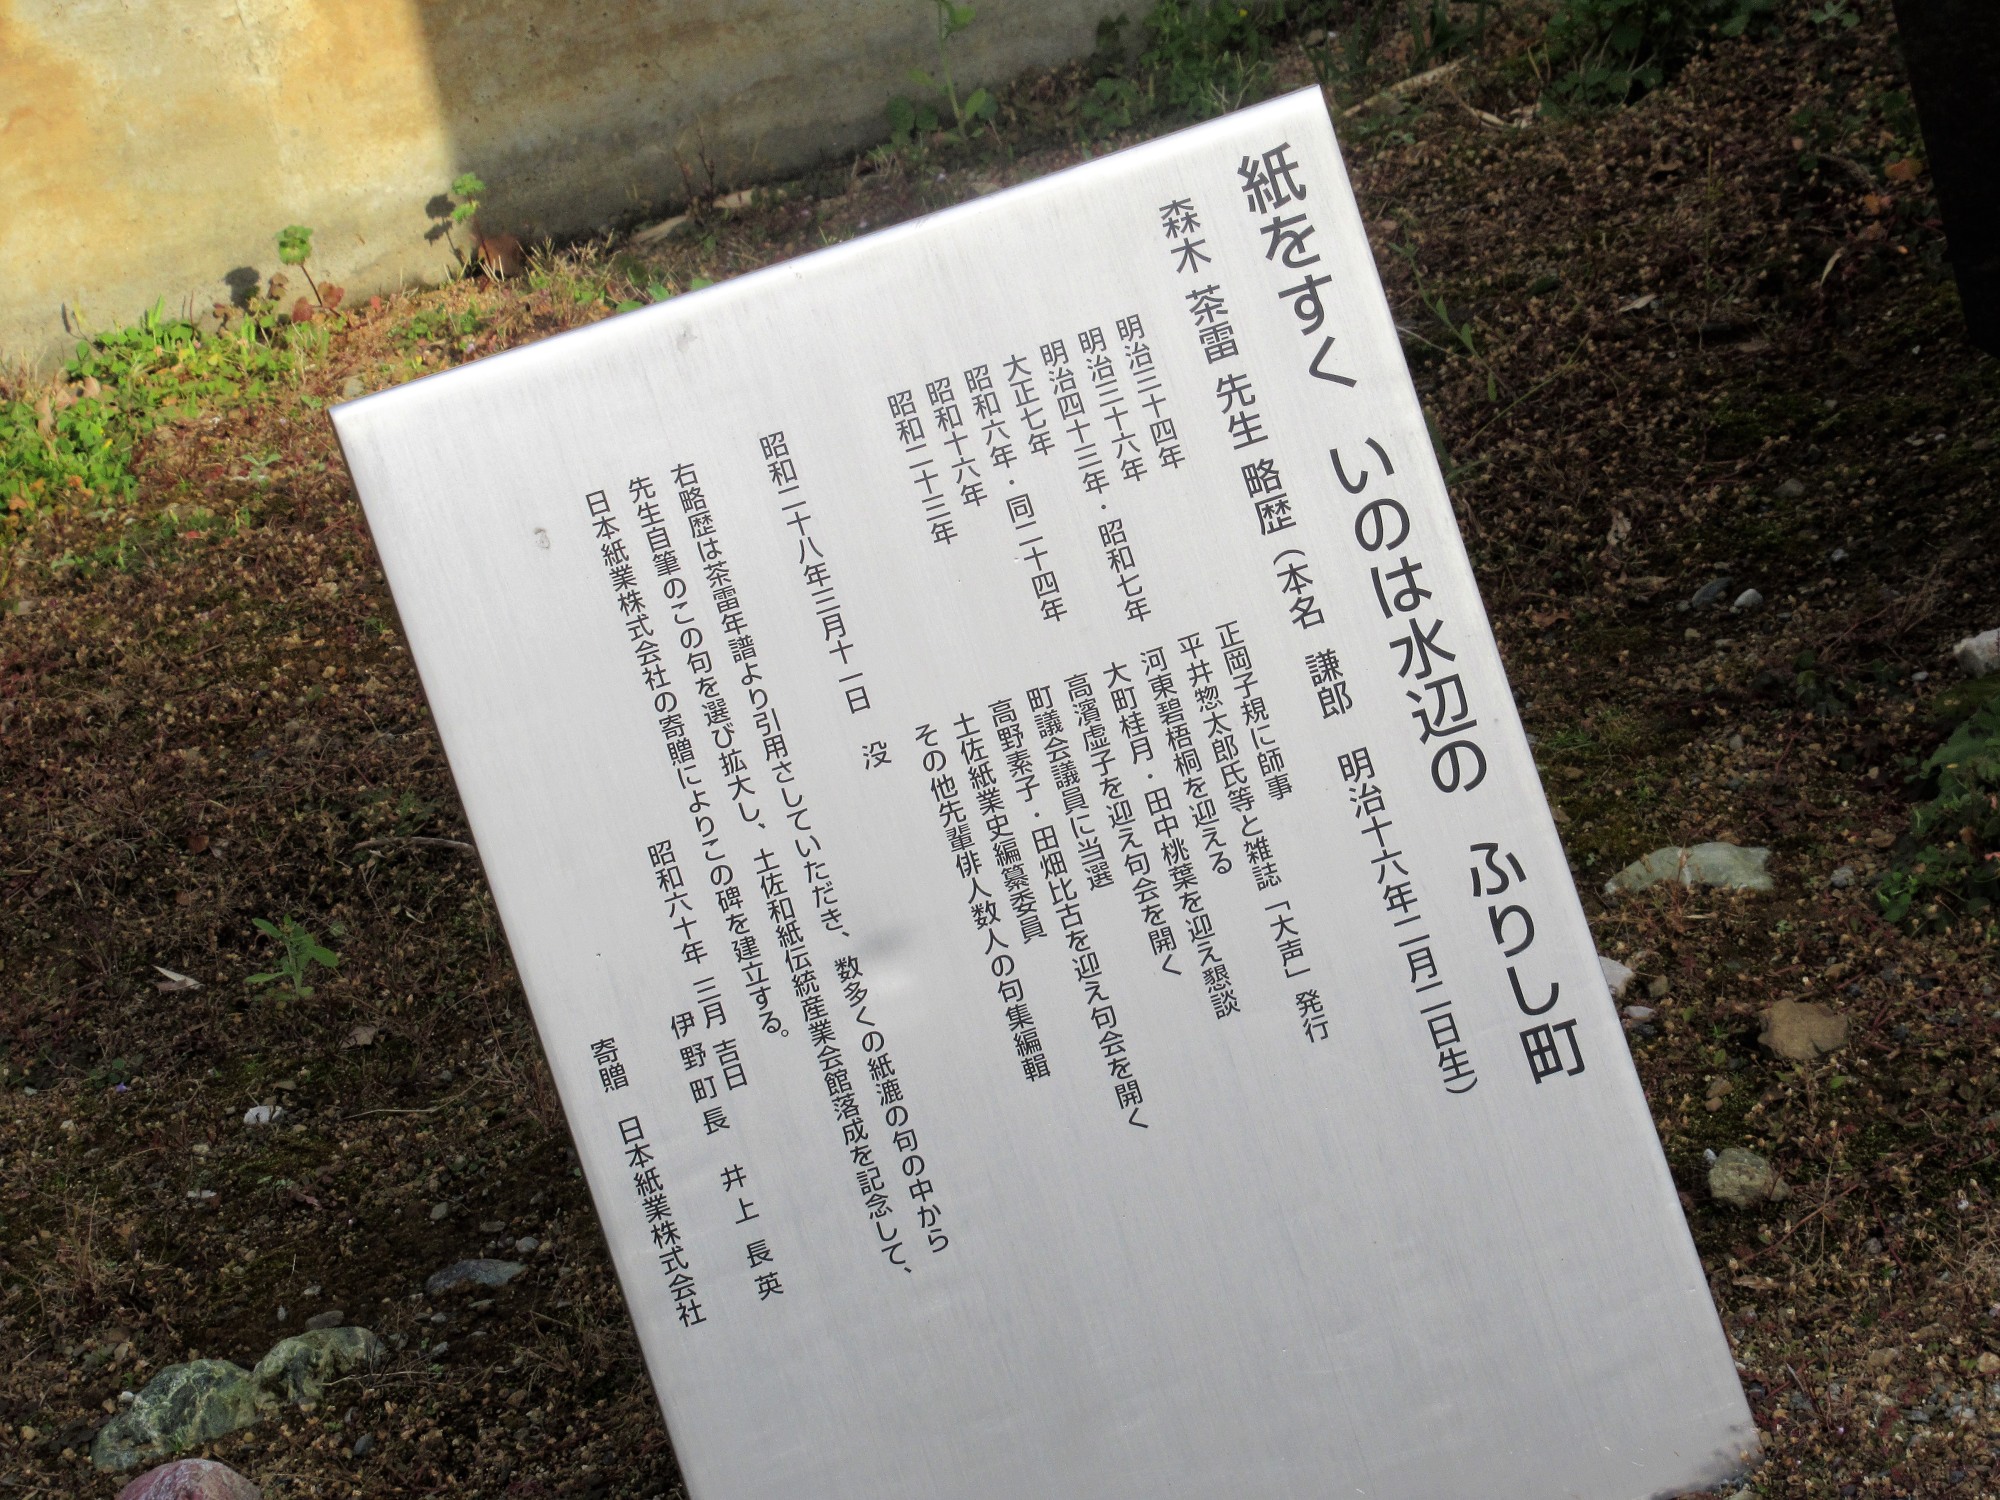 紙をすく　いのは水辺の　ふりし町
森木 茶雷 先生 略歴（本名　謙郎　明治十六年二月二日生）
明治三十四年　正岡子規に師事
明治三十六年　平井惣太郎氏等と雑誌「大声」発行
明治四十三年・昭和七年　河東碧梧桐を迎える
大正七年　大町桂月・田中桃葉を迎え懇談
昭和六年・同二十四年　高濱虚子を迎え句会を開く
昭和十六年　町議会議員に当選
昭和二十三年　高野素子・田畑比古を迎え句会を開く
土佐紙業史編纂委員
その他先輩俳人数人の句集編輯
昭和二十八年三月十一日　没
右略歴は茶雷年譜より引用さしていただき、数多くの紙漉の句の中から
先生自筆のこの句を選び拡大し、土佐和紙伝統産業会館落成を記念して、
日本紙業株式会社の寄贈によりこの碑を建立する。
昭和六十年 三月 吉日
伊野町長　井上長英
寄贈　日本紙業株式会社